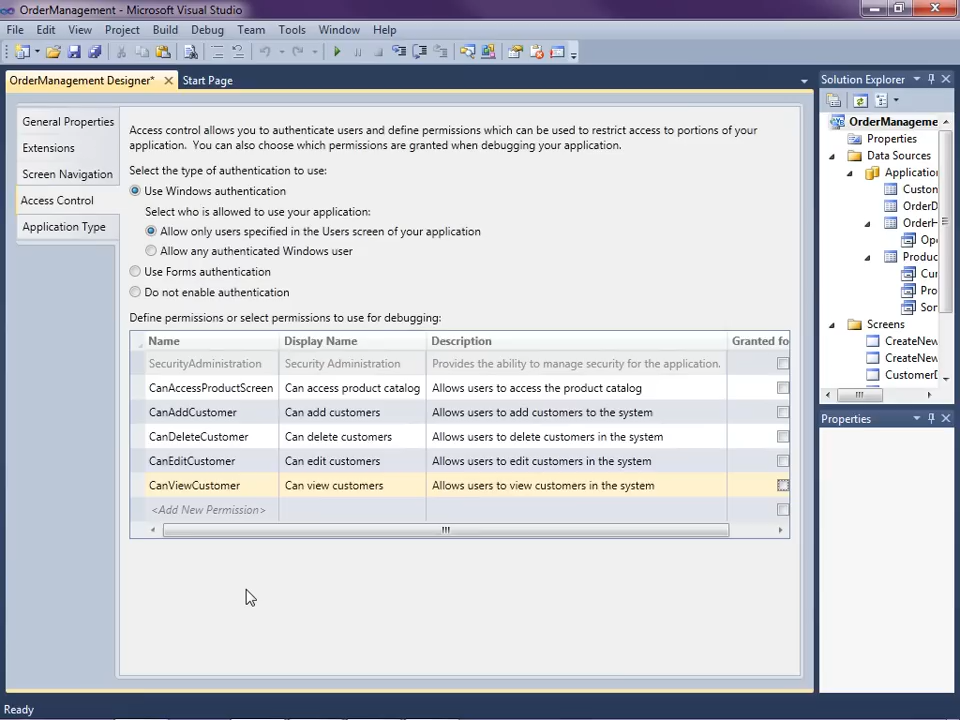 OrderManagement - Microsoft Visual Studio
File Edit View Project Build Debug Team Tools Window Help
OrderManagement Designer* Start Page
Solution Explorer
General Properties
Extensions
Screen Navigation
Access Control
Application Type
Access control allows you to authenticate users and define permissions which can be used to restrict access to portions of your
application. You can also choose which permissions are granted when debugging your application.
Select the type of authentication to use:
Use Windows authentication
Select who is allowed to use your application:
Allow only users specified in the Users screen of your application
Allow any authenticated Windows user
Use Forms authentication
Do not enable authentication
Define permissions or select permissions to use for debugging:
Name Display Name Description Granted fo
SecurityAdministration Security Administration Provides the ability to manage security for the application.
CanAccessProductScreen Can access product catalog Allows users to access the product catalog
CanAddCustomer Can add customers Allows users to add customers to the system
CanDeleteCustomer Can delete customers Allows users to delete customers in the system
CanEditCustomer Can edit customers Allows users to edit customers in the system
CanViewCustomer Can view customers Allows users to view customers in the system
<Add New Permission>
OrderManageme
Properties
Data Sources
Application
Custon
OrderD
OrderH
Ope
Produc
Cur
Pro
Sor
Screens
CreateNew
CreateNew
CustomerD
Properties
Ready